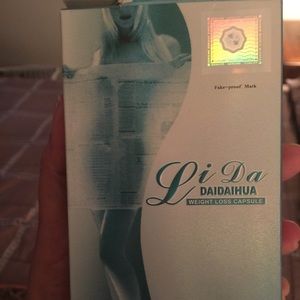 Fake-proof Mark
Li Da
DAIDAIHUA
WEIGHT LOSS CAPSULE